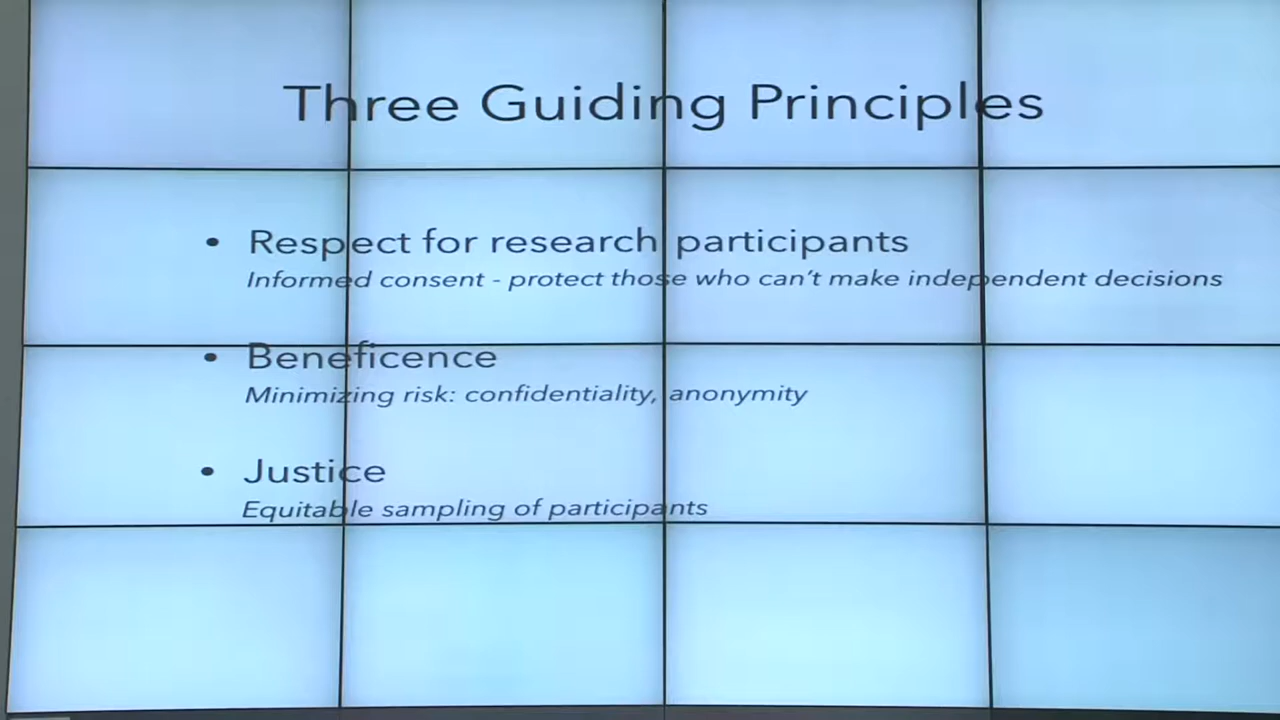 Three Guiding Principles
• Respect for research participants
Informed consent - protect those who can't make independent decisions
• Beneficence
Minimizing risk: confidentiality, anonymity
• Justice
Equitable sampling of participants